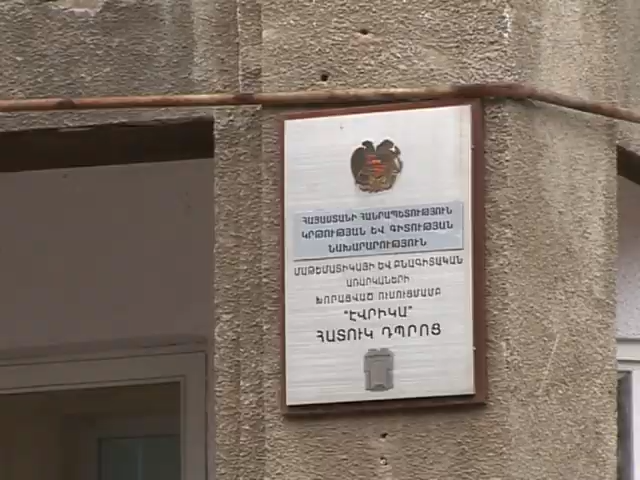 ՀԱՅԱՍՏԱՆԻ ՀԱՆՐԱՊԵՏՈՒԹՅՈՒՆ
ԿՐԹՈՒԹՅԱՆ ԵՎ ԳԻՏՈՒԹՅԱՆ
ՆԱԽԱՐԱՐՈՒԹՅՈՒՆ
ՄԱԹԵՄԱՏԻԿԱՅԻ ԵՎ ԲՆԱԳԻՏԱԿԱՆ
ԱՌԱՐԿԱՆԵՐԻ
ԽՈՐԱՑՎԱԾ ՈՒՍՈՒՑՄԱՄԲ
"ԷՎՐԻԿԱ"
ՀԱՏՈՒԿ ԴՊՐՈՑ